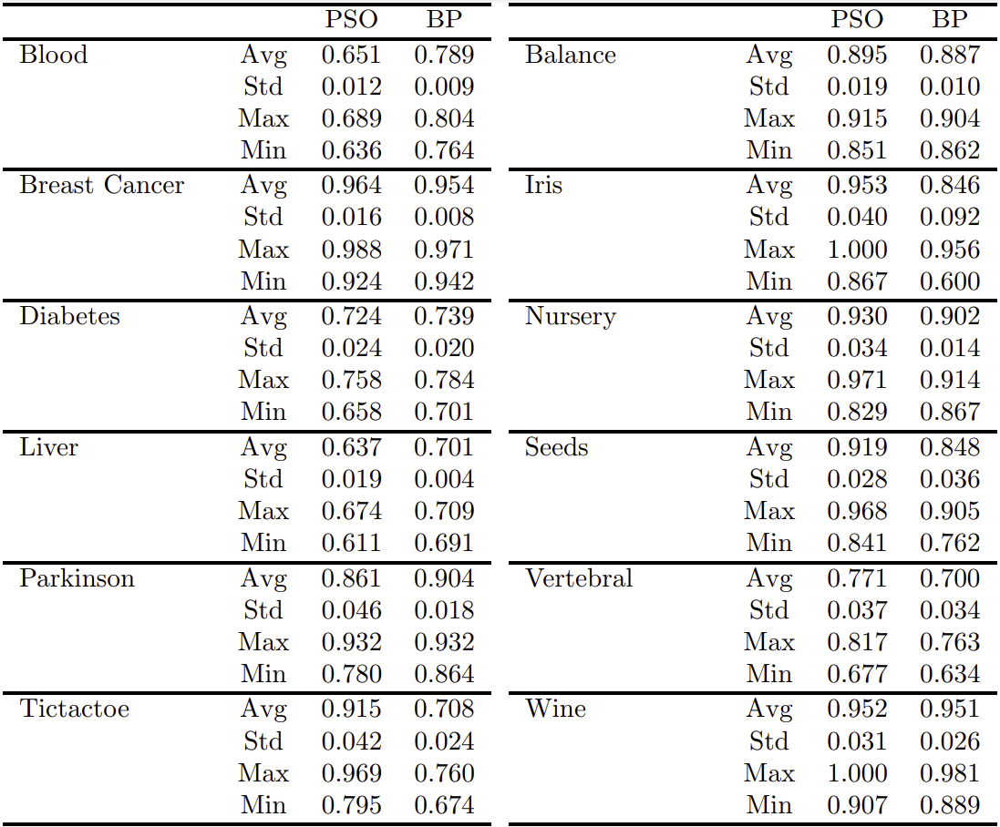 PSO BP
Blood Avg 0.651 0.789
Std 0.012 0.009
Max 0.689 0.804
Min 0.636 0.764
Breast Cancer Avg 0.964 0.954
Std 0.016 0.008
Max 0.988 0.971
Min 0.924 0.942
Diabetes Avg 0.724 0.739
Std 0.024 0.020
Max 0.758 0.784
Min 0.658 0.701
Liver Avg 0.637 0.701
Std 0.019 0.004
Max 0.674 0.709
Min 0.611 0.691
Parkinson Avg 0.861 0.904
Std 0.046 0.018
Max 0.932 0.932
Min 0.780 0.864
Tictactoe Avg 0.915 0.708
Std 0.042 0.024
Max 0.969 0.760
Min 0.795 0.674
PSO BP
Balance Avg 0.895 0.887
Std 0.019 0.010
Max 0.915 0.904
Min 0.851 0.862
Iris Avg 0.953 0.846
Std 0.040 0.092
Max 1.000 0.956
Min 0.867 0.600
Nursery Avg 0.930 0.902
Std 0.034 0.014
Max 0.971 0.914
Min 0.829 0.867
Seeds Avg 0.919 0.848
Std 0.028 0.036
Max 0.968 0.905
Min 0.841 0.762
Vertebral Avg 0.771 0.700
Std 0.037 0.034
Max 0.817 0.763
Min 0.677 0.634
Wine Avg 0.952 0.951
Std 0.031 0.026
Max 1.000 0.981
Min 0.907 0.889